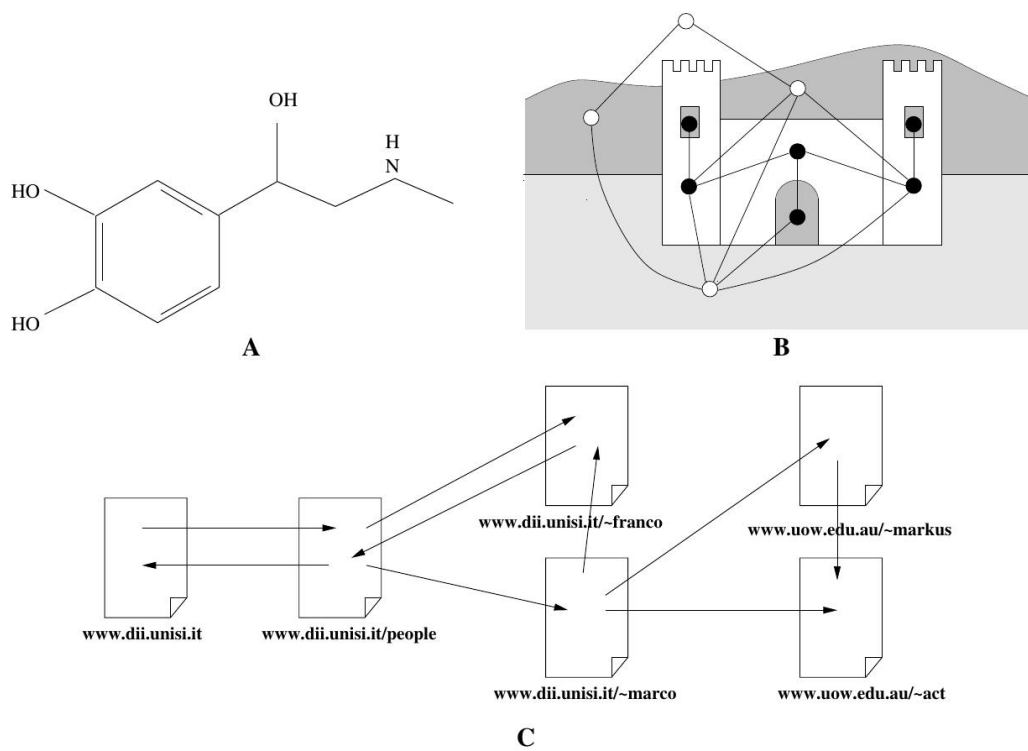 OH
H
N
HO
HO
A
B
www.dii.unisi.it/~franco
www.uow.edu.au/~markus
www.dii.unisi.it
www.dii.unisi.it/people
www.dii.unisi.it/~marco
www.uow.edu.au/~act
C